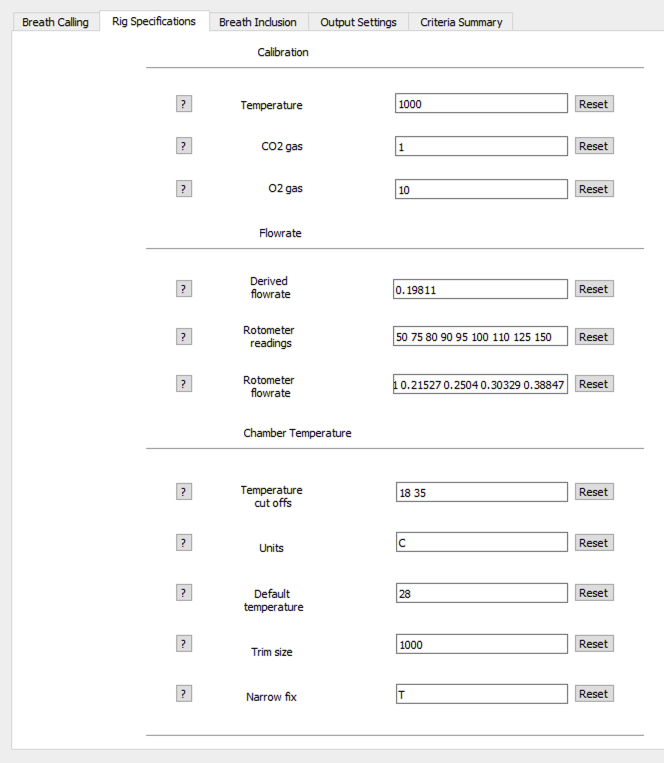 Breath Calling Rig Specifications Breath Inclusion Output Settings Criteria Summary
Calibration
? Temperature 1000 Reset
? CO2 gas 1 Reset
? O2 gas 10 Reset
Flowrate
? Derived flowrate 0.19811 Reset
? Rotometer readings 50 75 80 90 95 100 110 125 150 Reset
? Rotometer flowrate 1 0.21527 0.2504 0.30329 0.38847 Reset
Chamber Temperature
? Temperature cut offs 18 35 Reset
? Units C Reset
? Default temperature 28 Reset
? Trim size 1000 Reset
? Narrow fix T Reset